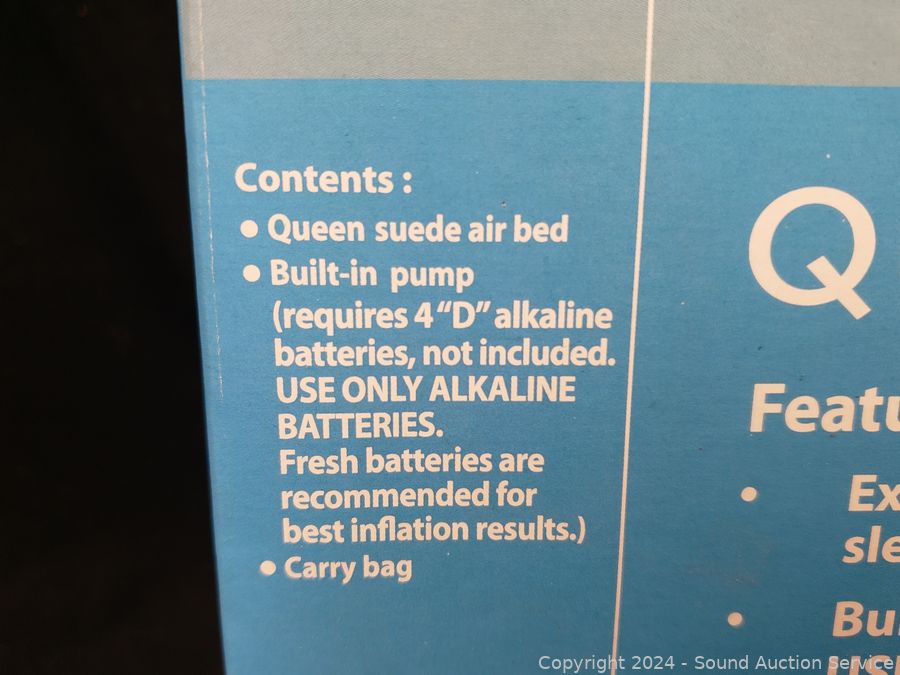 Contents :
• Queen suede air bed
• Built-in pump
(requires 4 “D” alkaline
batteries, not included.
USE ONLY ALKALINE
BATTERIES.
Fresh batteries are
recommended for
best inflation results.)
• Carry bag
Q
Featu
• Ex
sle
• Bu
usi
Copyright 2024 - Sound Auction Service